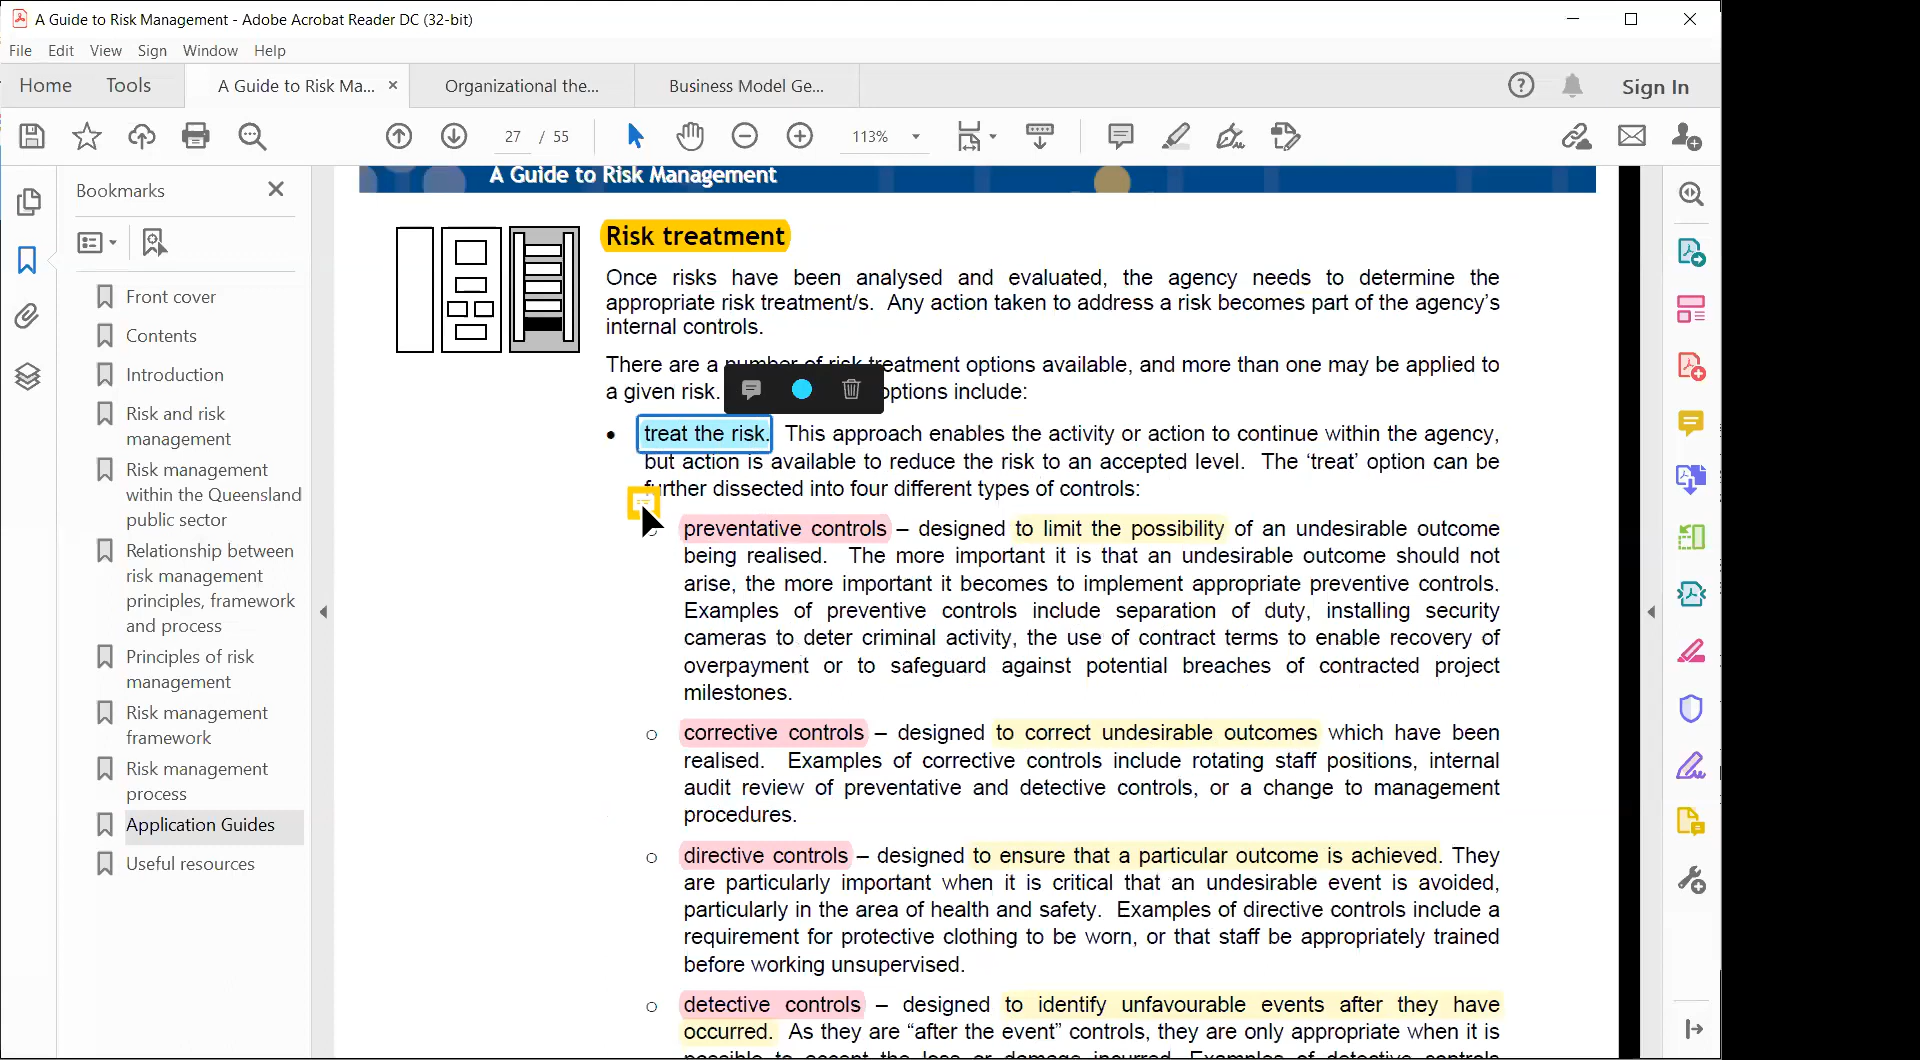 A Guide to Risk Management - Adobe Acrobat Reader DC (32-bit)
File Edit View Sign Window Help
Home Tools A Guide to Risk Ma... × Organizational the... Business Model Ge... Sign In
27 / 55 113%
Bookmarks
Front cover
Contents
Introduction
Risk and risk
management
Risk management
within the Queensland
public sector
Relationship between
risk management
principles, framework
and process
Principles of risk
management
Risk management
framework
Risk management
process
Application Guides
Useful resources
A Guide to Risk Management
Risk treatment
Once risks have been analysed and evaluated, the agency needs to determine the
appropriate risk treatment/s. Any action taken to address a risk becomes part of the agency's
internal controls.
There are a number of risk treatment options available, and more than one may be applied to
a given risk. options include:
• treat the risk. This approach enables the activity or action to continue within the agency,
but action is available to reduce the risk to an accepted level. The ‘treat’ option can be
further dissected into four different types of controls:
preventative controls – designed to limit the possibility of an undesirable outcome
being realised. The more important it is that an undesirable outcome should not
arise, the more important it becomes to implement appropriate preventive controls.
Examples of preventive controls include separation of duty, installing security
cameras to deter criminal activity, the use of contract terms to enable recovery of
overpayment or to safeguard against potential breaches of contracted project
milestones.
o corrective controls – designed to correct undesirable outcomes which have been
realised. Examples of corrective controls include rotating staff positions, internal
audit review of preventative and detective controls, or a change to management
procedures.
o directive controls – designed to ensure that a particular outcome is achieved. They
are particularly important when it is critical that an undesirable event is avoided,
particularly in the area of health and safety. Examples of directive controls include a
requirement for protective clothing to be worn, or that staff be appropriately trained
before working unsupervised.
o detective controls – designed to identify unfavourable events after they have
occurred. As they are “after the event” controls, they are only appropriate when it is
possible to accept the loss or damage incurred. Examples of detective controls